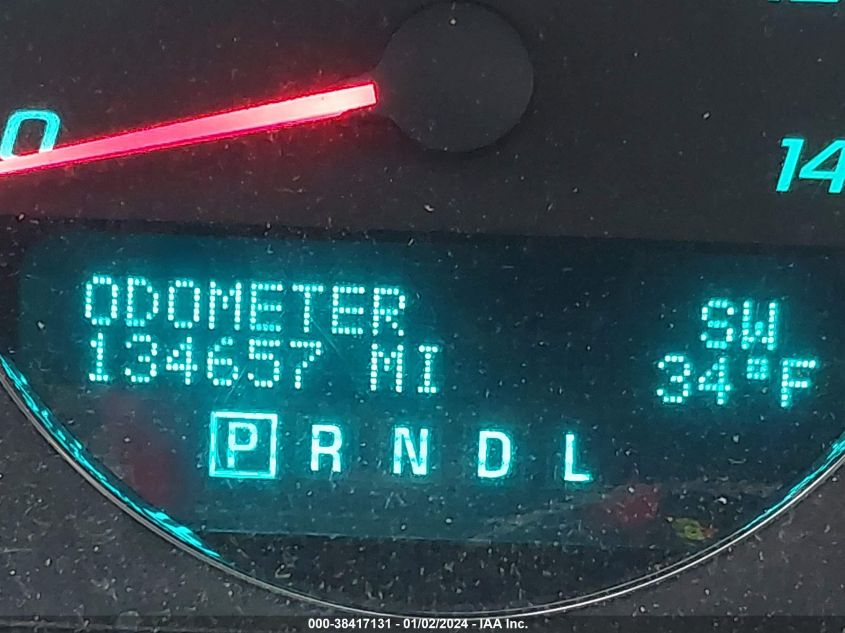 0
14
ODOMETER SW
134657 MI 34°F
P R N D L
000-38417131 - 01/02/2024 - IAA Inc.